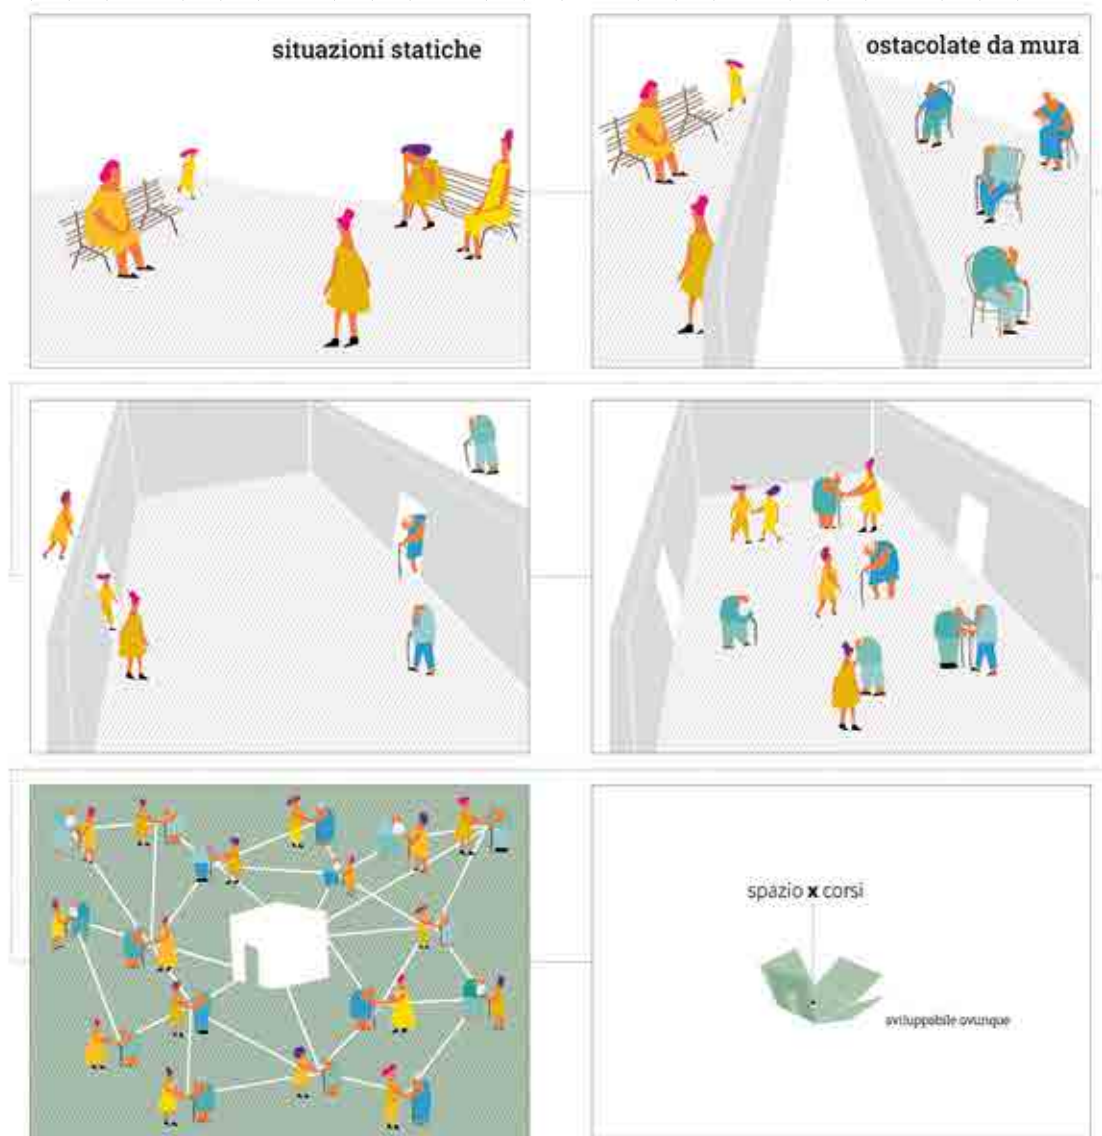 situazioni statiche
ostacolate da mura
spazio x corsi
sviluppabile ovunque